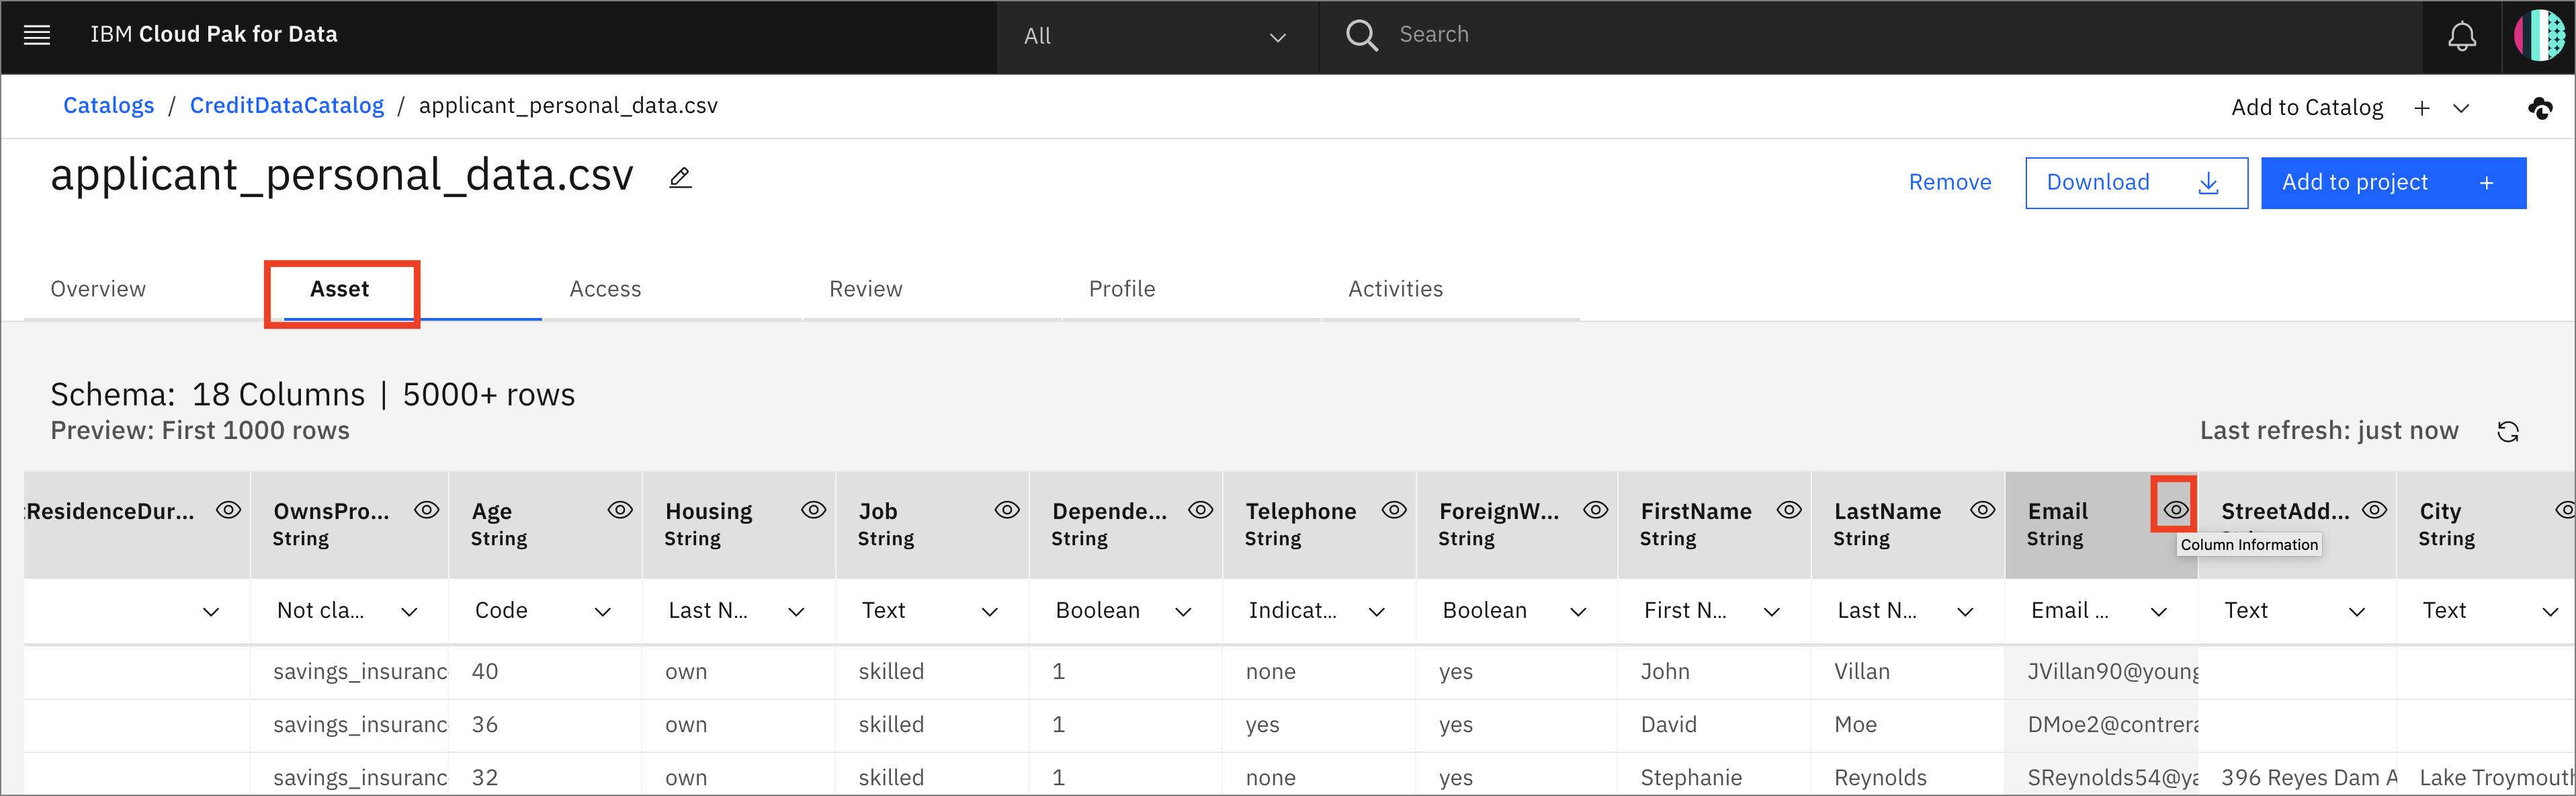 IBM Cloud Pak for Data
All
Search
Catalogs / CreditDataCatalog / applicant_personal_data.csv
Add to Catalog +
applicant_personal_data.csv
Remove
Download
Add to project +
Overview Asset Access Review Profile Activities
Schema: 18 Columns | 5000+ rows
Preview: First 1000 rows
Last refresh: just now
ResidenceDur... OwnsPro... Age Housing Job Depende... Telephone ForeignW... FirstName LastName Email StreetAdd... City
String String String String String String String String String String String
Column Information
Not cla... Code Last N... Text Boolean Indicat... Boolean First N... Last N... Email ... Text Text
savings_insuranc 40 own skilled 1 none yes John Villan JVillan90@young
savings_insuranc 36 own skilled 1 yes yes David Moe DMoe2@contrera
savings_insuranc 32 own skilled 1 none yes Stephanie Reynolds SReynolds54@ya 396 Reyes Dam A Lake Troymouth